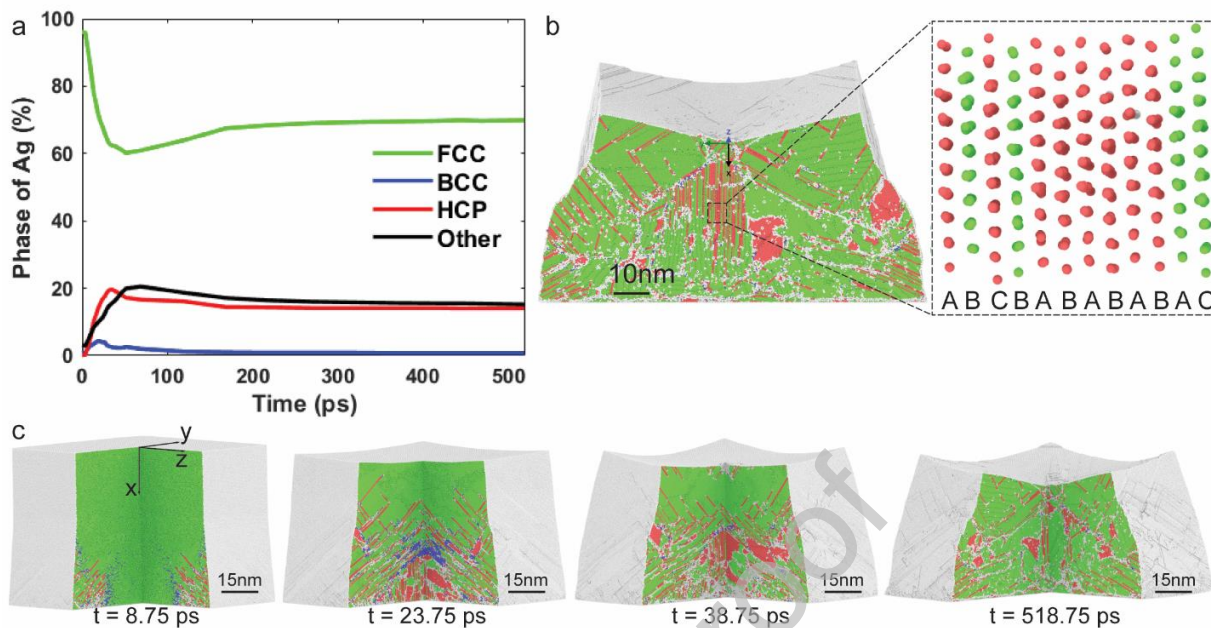 a
100
80
60
40
20
0
Phase of Ag (%)
FCC
BCC
HCP
Other
0 100 200 300 400 500
Time (ps)
b
z
x
10nm
A B C B A B A B A B A C
c
y
z
x
15nm
t = 8.75 ps
15nm
t = 23.75 ps
15nm
t = 38.75 ps
15nm
t = 518.75 ps
roof